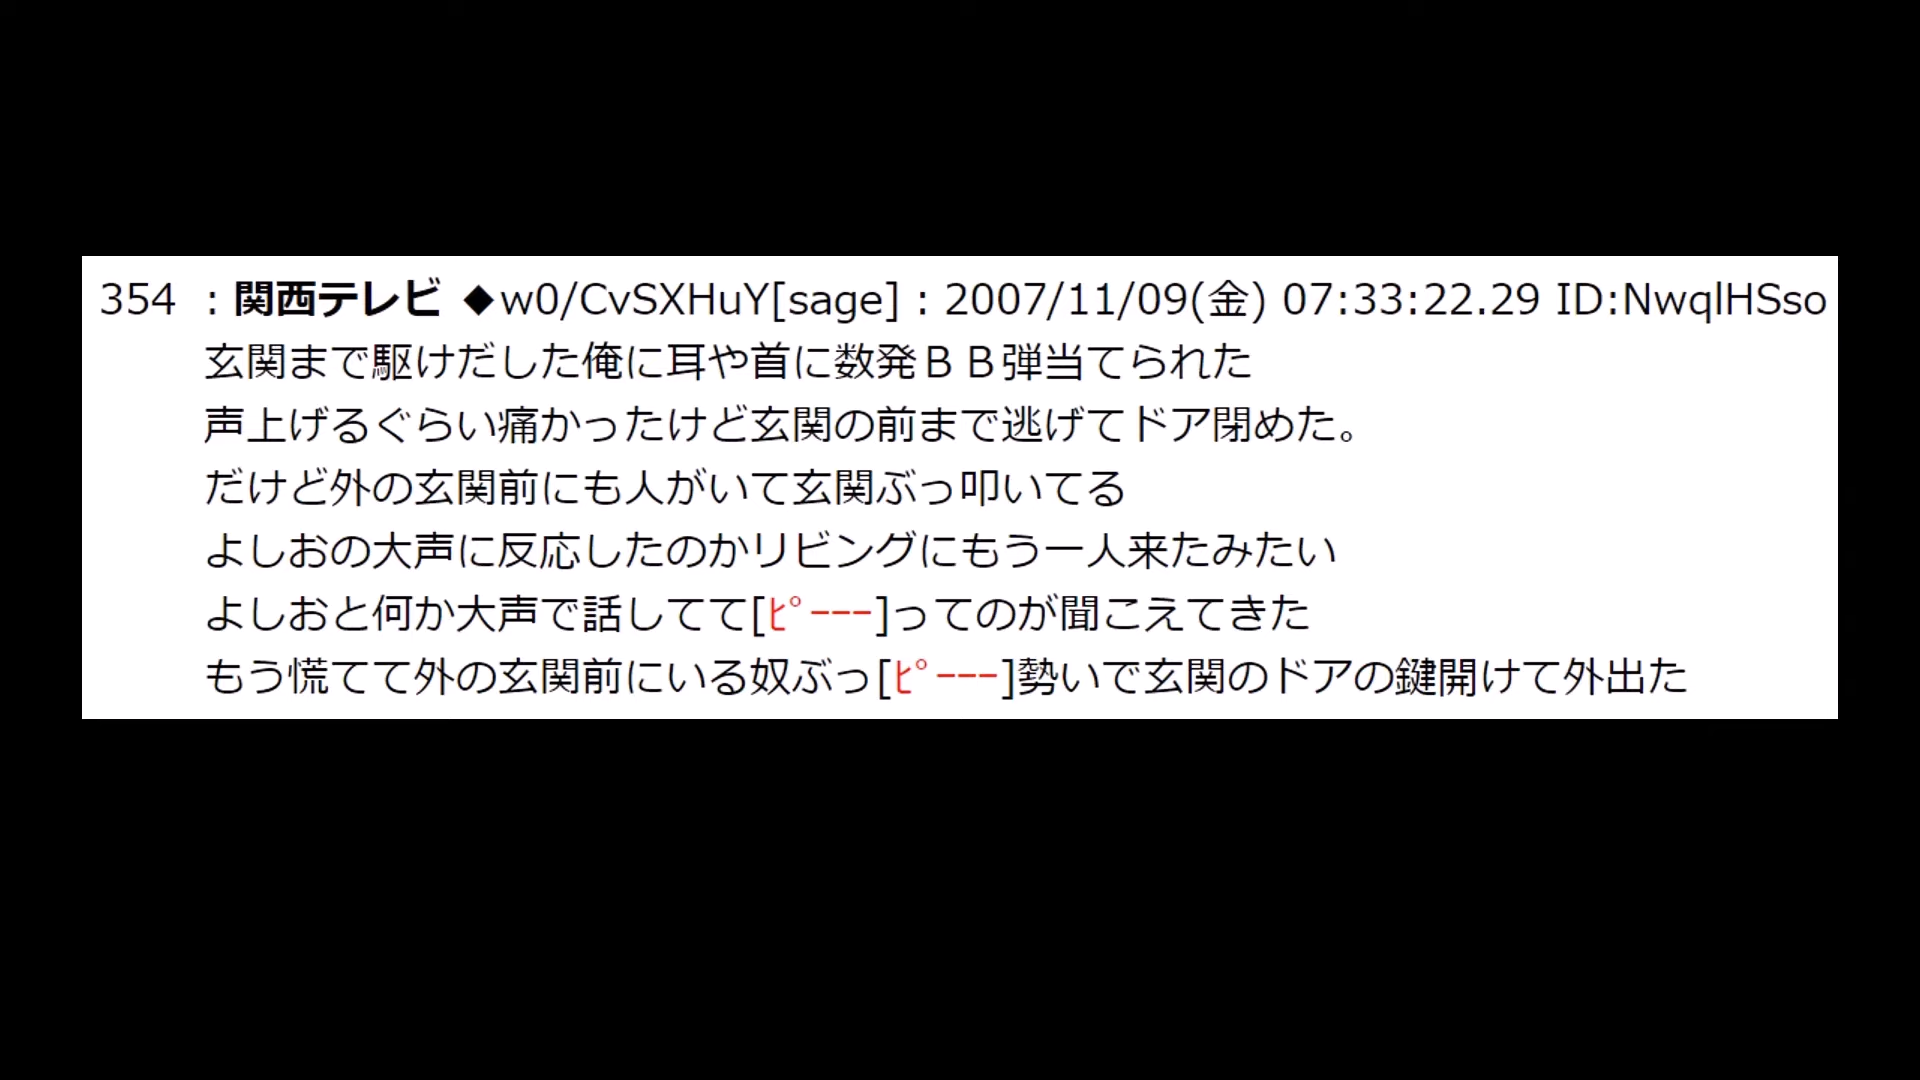 354 ：関西テレビ ◆w0/CvSXHuY[sage]：2007/11/09(金) 07:33:22.29 ID:NwqlHSso
玄関まで駆けだした俺に耳や首に数発ＢＢ弾当てられた
声上げるぐらい痛かったけど玄関の前まで逃げてドア閉めた。
だけど外の玄関前にも人がいて玄関ぶっ叩いてる
よしおの大声に反応したのかリビングにもう一人来たみたい
よしおと何か大声で話してて[ﾋﾟｰｰｰ]ってのが聞こえてきた
もう慌てて外の玄関前にいる奴ぶっ[ﾋﾟｰｰｰ]勢いで玄関のドアの鍵開けて外出た